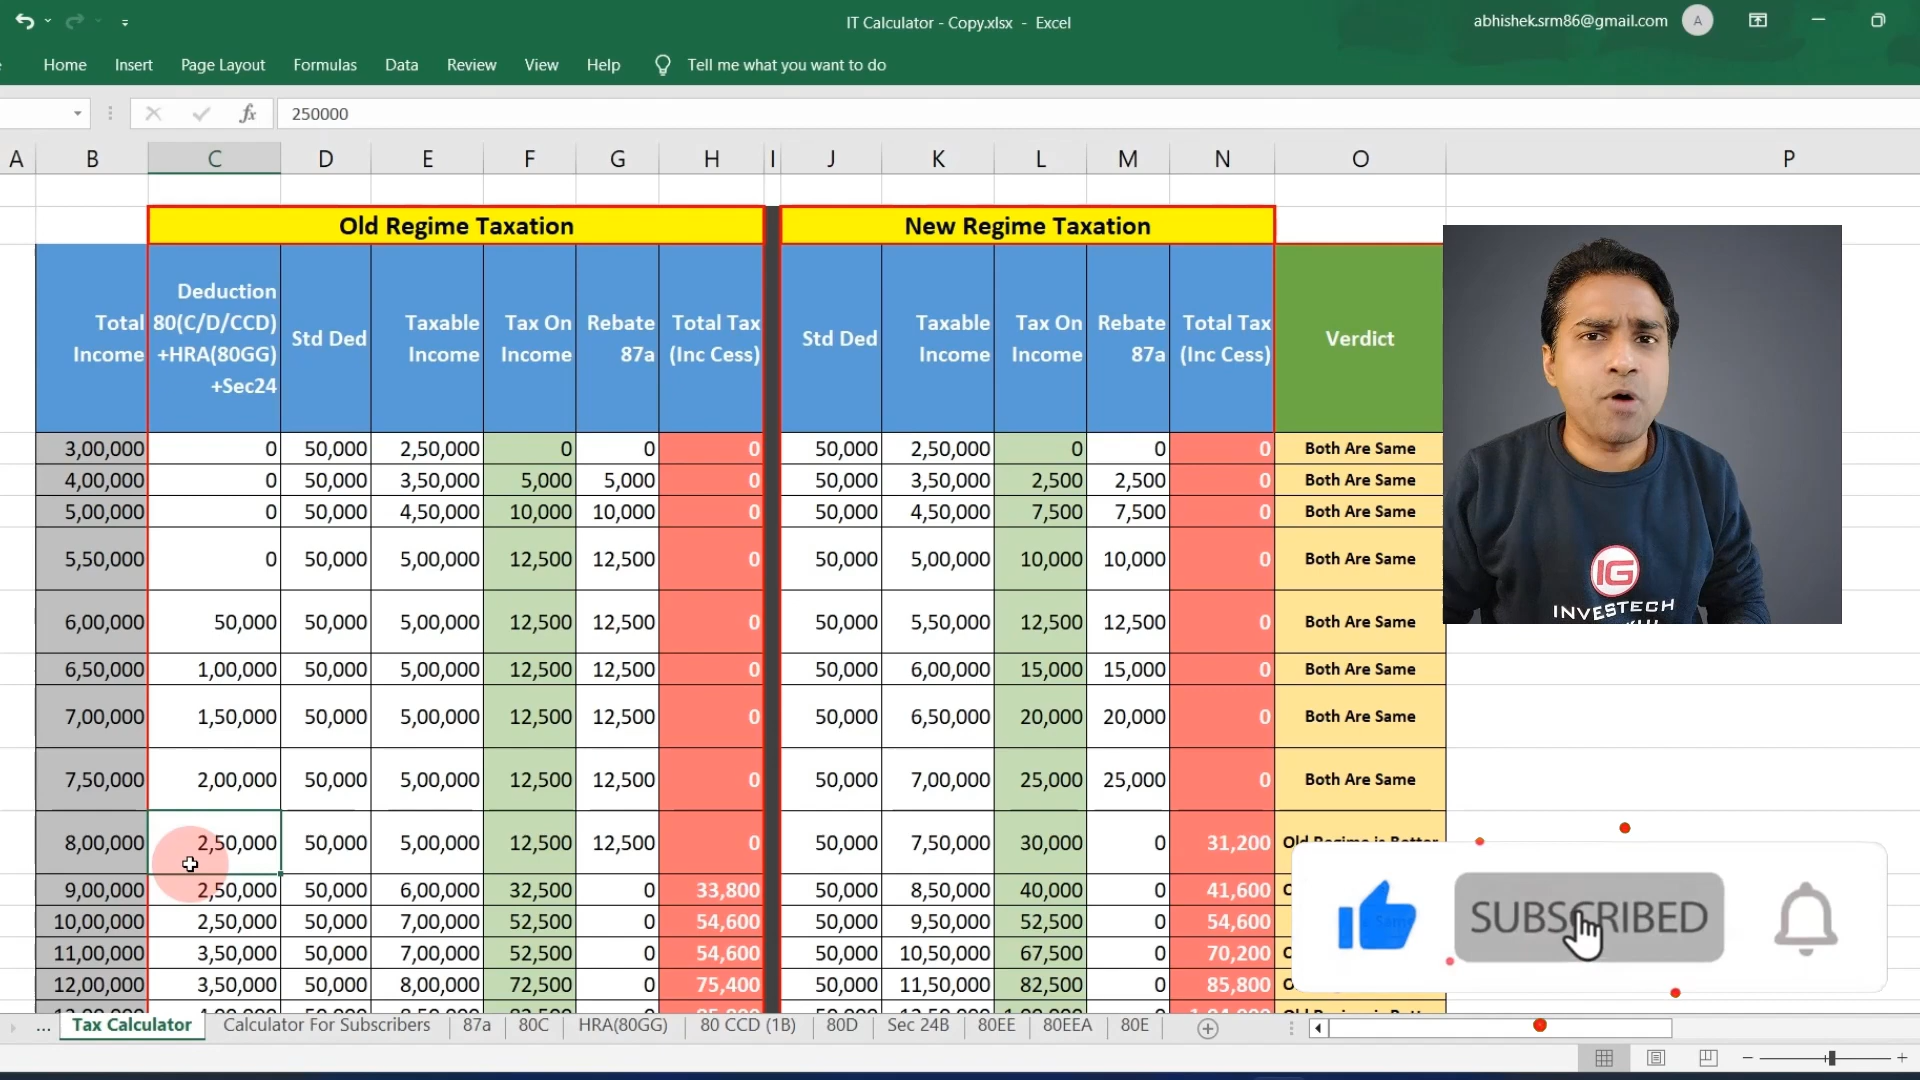 IT Calculator - Copy.xlsx - Excel
abhishek.srm86@gmail.com
A
Home Insert Page Layout Formulas Data Review View Help Tell me what you want to do
fx 250000
A B C D E F G H I J K L M N O P
Old Regime Taxation New Regime Taxation
Total Income
Deduction 80(C/D/CCD) +HRA(80GG) +Sec24
Std Ded
Taxable Income
Tax On Income
Rebate 87a
Total Tax (Inc Cess)
Std Ded
Taxable Income
Tax On Income
Rebate 87a
Total Tax (Inc Cess)
Verdict
3,00,000 0 50,000 2,50,000 0 0 0 50,000 2,50,000 0 0 0 Both Are Same
4,00,000 0 50,000 3,50,000 5,000 5,000 0 50,000 3,50,000 2,500 2,500 0 Both Are Same
5,00,000 0 50,000 4,50,000 10,000 10,000 0 50,000 4,50,000 7,500 7,500 0 Both Are Same
5,50,000 0 50,000 5,00,000 12,500 12,500 0 50,000 5,00,000 10,000 10,000 0 Both Are Same
6,00,000 50,000 50,000 5,00,000 12,500 12,500 0 50,000 5,50,000 12,500 12,500 0 Both Are Same
6,50,000 1,00,000 50,000 5,00,000 12,500 12,500 0 50,000 6,00,000 15,000 15,000 0 Both Are Same
7,00,000 1,50,000 50,000 5,00,000 12,500 12,500 0 50,000 6,50,000 20,000 20,000 0 Both Are Same
7,50,000 2,00,000 50,000 5,00,000 12,500 12,500 0 50,000 7,00,000 25,000 25,000 0 Both Are Same
8,00,000 2,50,000 50,000 5,00,000 12,500 12,500 0 50,000 7,50,000 30,000 0 31,200 Old Regime is Better
9,00,000 2,50,000 50,000 6,00,000 32,500 0 33,800 50,000 8,50,000 40,000 0 41,600
10,00,000 2,50,000 50,000 7,00,000 52,500 0 54,600 50,000 9,50,000 52,500 0 54,600
11,00,000 3,50,000 50,000 7,00,000 52,500 0 54,600 50,000 10,50,000 67,500 0 70,200
12,00,000 3,50,000 50,000 8,00,000 72,500 0 75,400 50,000 11,50,000 82,500 0 85,800
IG
INVESTECH
SUBSCRIBED
... Tax Calculator Calculator For Subscribers 87a 80C HRA(80GG) 80 CCD (1B) 80D Sec 24B 80EE 80EEA 80E